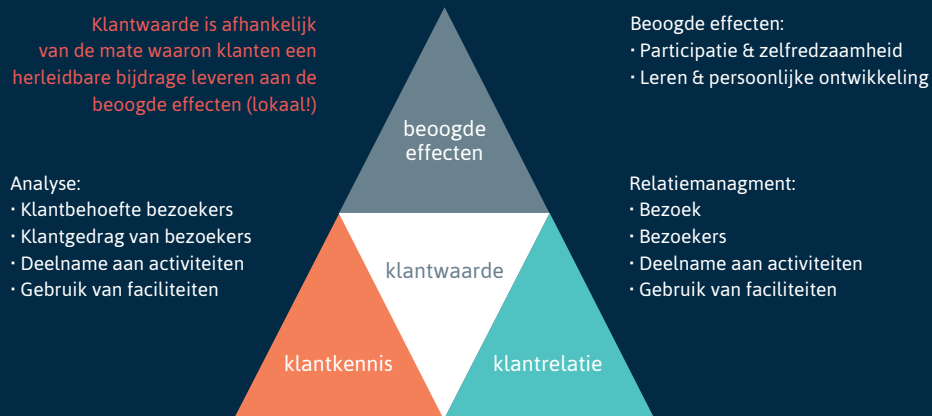 Klantwaarde is afhankelijk
van de mate waaron klanten een
herleidbare bijdrage leveren aan de
beoogde effecten (lokaal!)
Beoogde effecten:
· Participatie & zelfredzaamheid
· Leren & persoonlijke ontwikkeling
beoogde
effecten
Analyse:
· Klantbehoefte bezoekers
· Klantgedrag van bezoekers
· Deelname aan activiteiten
· Gebruik van faciliteiten
Relatiemanagment:
· Bezoek
· Bezoekers
· Deelname aan activiteiten
· Gebruik van faciliteiten
klantwaarde
klantkennis
klantrelatie